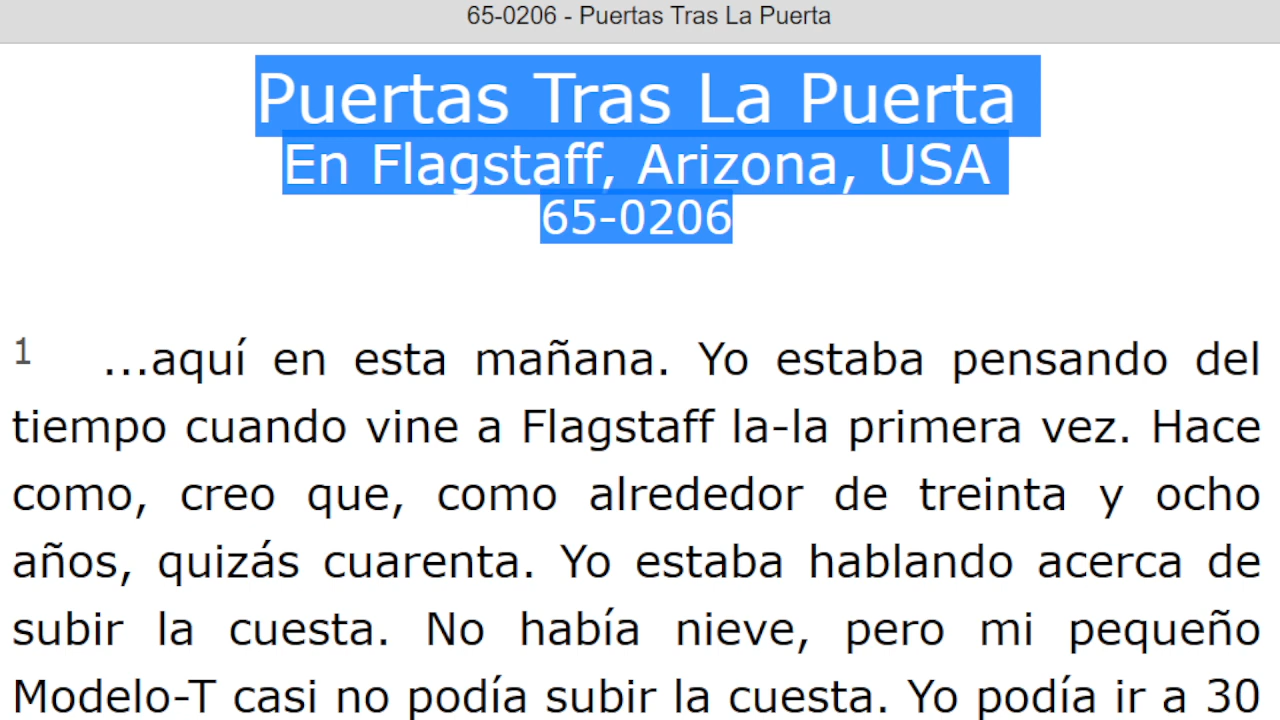 65-0206 - Puertas Tras La Puerta
Puertas Tras La Puerta
En Flagstaff, Arizona, USA
65-0206
1 ...aquí en esta mañana. Yo estaba pensando del
tiempo cuando vine a Flagstaff la-la primera vez. Hace
como, creo que, como alrededor de treinta y ocho
años, quizás cuarenta. Yo estaba hablando acerca de
subir la cuesta. No había nieve, pero mi pequeño
Modelo-T casi no podía subir la cuesta. Yo podía ir a 30